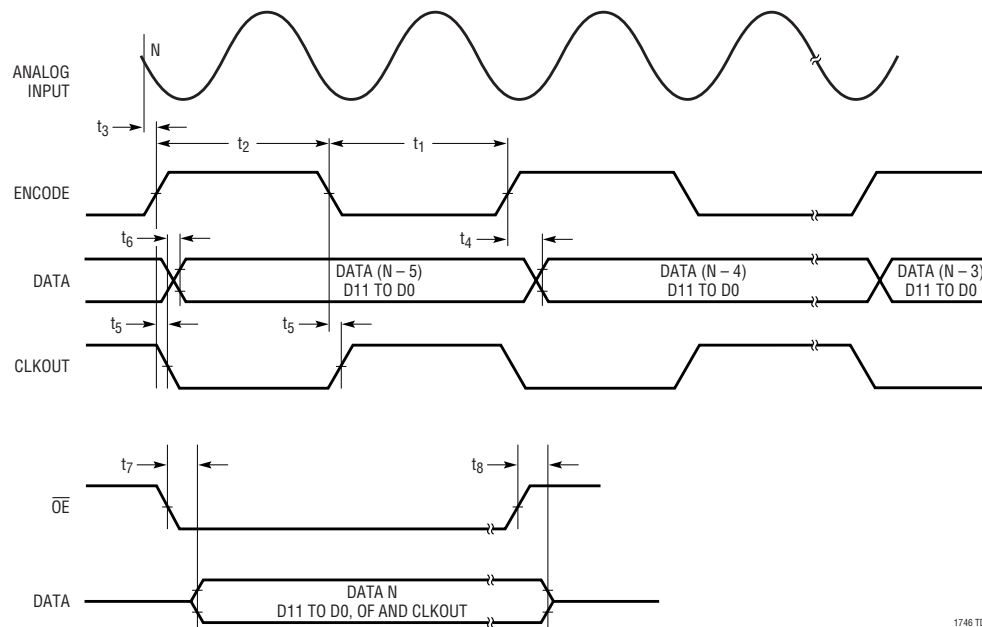 N
ANALOG
INPUT
t3
t2
t1
ENCODE
t6
t4
DATA
DATA (N – 5)
D11 TO D0
DATA (N – 4)
D11 TO D0
DATA (N – 3)
D11 TO D0
t5
t5
CLKOUT
t7
t8
OE
DATA
DATA N
D11 TO D0, OF AND CLKOUT